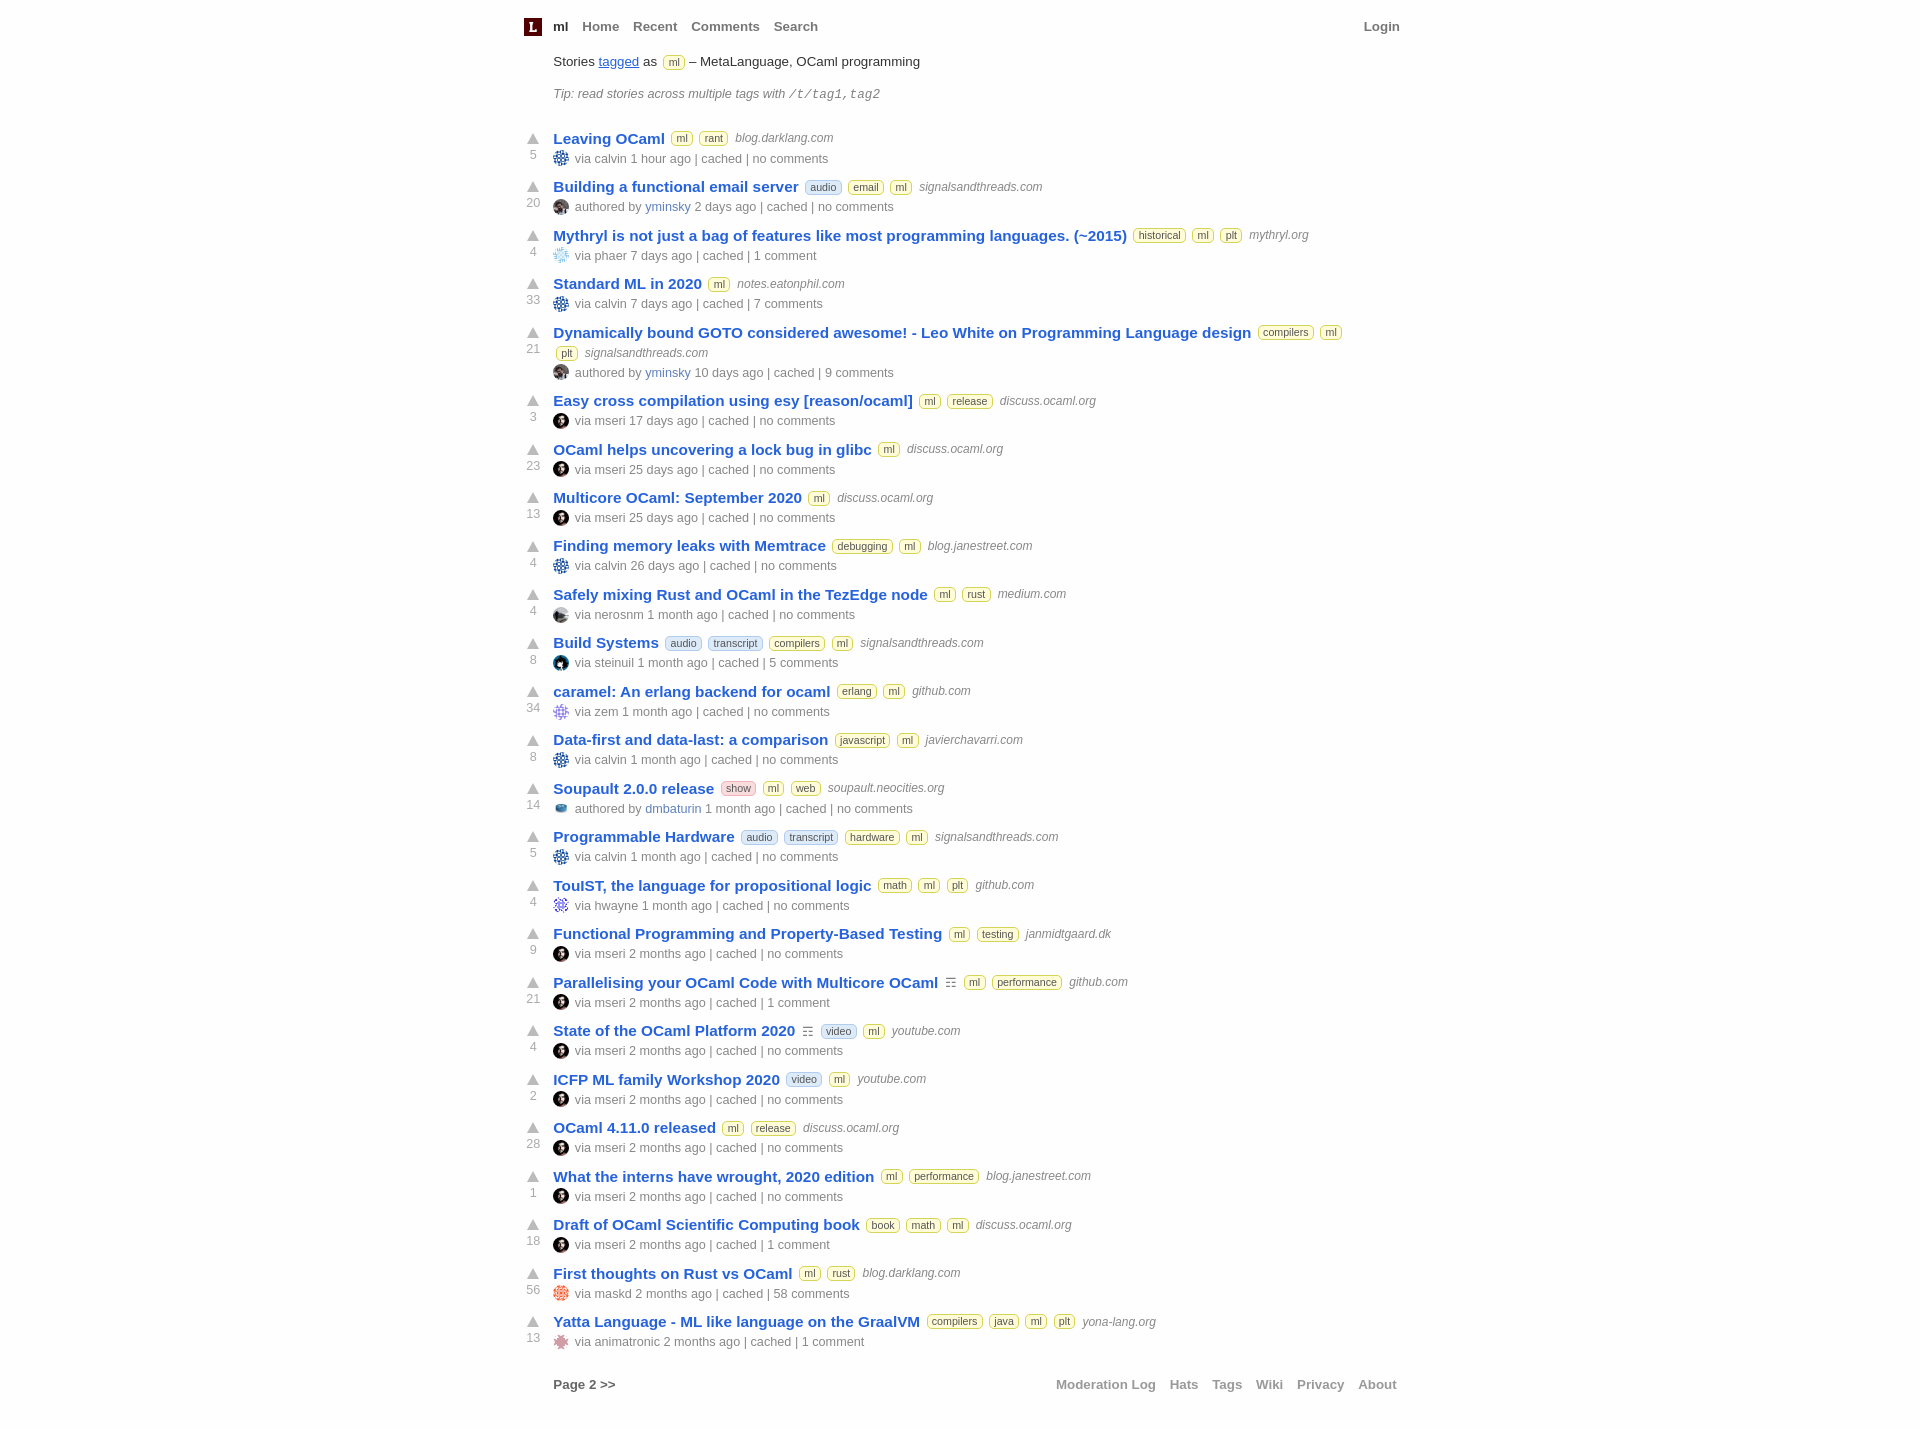 L ml Home Recent Comments Search Login
Stories tagged as ml – MetaLanguage, OCaml programming
Tip: read stories across multiple tags with /t/tag1,tag2
Leaving OCaml ml rant blog.darklang.com
5
via calvin 1 hour ago | cached | no comments
Building a functional email server audio email ml signalsandthreads.com
20
authored by yminsky 2 days ago | cached | no comments
Mythryl is not just a bag of features like most programming languages. (~2015) historical ml plt mythryl.org
4
via phaer 7 days ago | cached | 1 comment
Standard ML in 2020 ml notes.eatonphil.com
33
via calvin 7 days ago | cached | 7 comments
Dynamically bound GOTO considered awesome! - Leo White on Programming Language design compilers ml
21
plt signalsandthreads.com
authored by yminsky 10 days ago | cached | 9 comments
Easy cross compilation using esy [reason/ocaml] ml release discuss.ocaml.org
3
via mseri 17 days ago | cached | no comments
OCaml helps uncovering a lock bug in glibc ml discuss.ocaml.org
23
via mseri 25 days ago | cached | no comments
Multicore OCaml: September 2020 ml discuss.ocaml.org
13
via mseri 25 days ago | cached | no comments
Finding memory leaks with Memtrace debugging ml blog.janestreet.com
4
via calvin 26 days ago | cached | no comments
Safely mixing Rust and OCaml in the TezEdge node ml rust medium.com
4
via nerosnm 1 month ago | cached | no comments
Build Systems audio transcript compilers ml signalsandthreads.com
8
via steinuil 1 month ago | cached | 5 comments
caramel: An erlang backend for ocaml erlang ml github.com
34
via zem 1 month ago | cached | no comments
Data-first and data-last: a comparison javascript ml javierchavarri.com
8
via calvin 1 month ago | cached | no comments
Soupault 2.0.0 release show ml web soupault.neocities.org
14
authored by dmbaturin 1 month ago | cached | no comments
Programmable Hardware audio transcript hardware ml signalsandthreads.com
5
via calvin 1 month ago | cached | no comments
TouIST, the language for propositional logic math ml plt github.com
4
via hwayne 1 month ago | cached | no comments
Functional Programming and Property-Based Testing ml testing janmidtgaard.dk
9
via mseri 2 months ago | cached | no comments
Parallelising your OCaml Code with Multicore OCaml ☶ ml performance github.com
21
via mseri 2 months ago | cached | 1 comment
State of the OCaml Platform 2020 ☶ video ml youtube.com
4
via mseri 2 months ago | cached | no comments
ICFP ML family Workshop 2020 video ml youtube.com
2
via mseri 2 months ago | cached | no comments
OCaml 4.11.0 released ml release discuss.ocaml.org
28
via mseri 2 months ago | cached | no comments
What the interns have wrought, 2020 edition ml performance blog.janestreet.com
1
via mseri 2 months ago | cached | no comments
Draft of OCaml Scientific Computing book book math ml discuss.ocaml.org
18
via mseri 2 months ago | cached | 1 comment
First thoughts on Rust vs OCaml ml rust blog.darklang.com
56
via maskd 2 months ago | cached | 58 comments
Yatta Language - ML like language on the GraalVM compilers java ml plt yona-lang.org
13
via animatronic 2 months ago | cached | 1 comment
Page 2 >> Moderation Log Hats Tags Wiki Privacy About